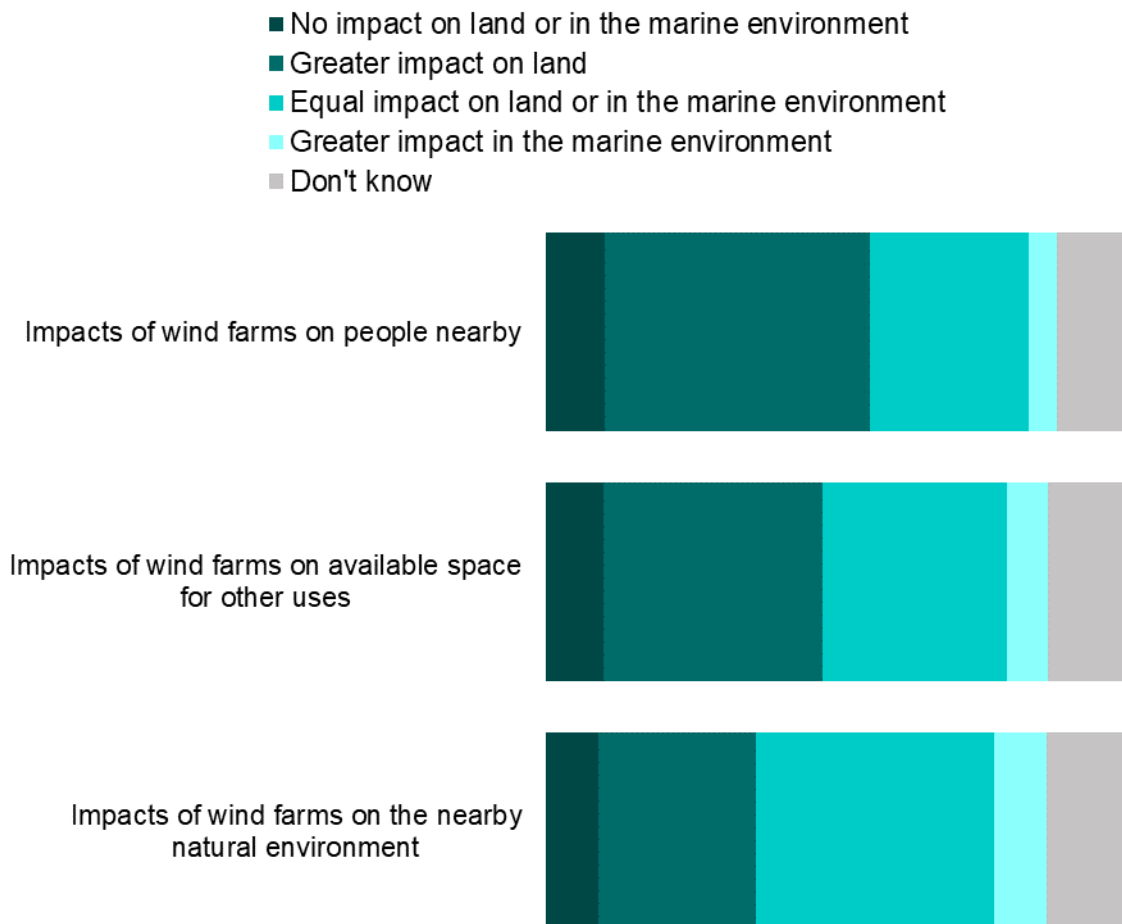 No impact on land or in the marine environment
Greater impact on land
Equal impact on land or in the marine environment
Greater impact in the marine environment
Don't know
Impacts of wind farms on people nearby
Impacts of wind farms on available space
for other uses
Impacts of wind farms on the nearby
natural environment